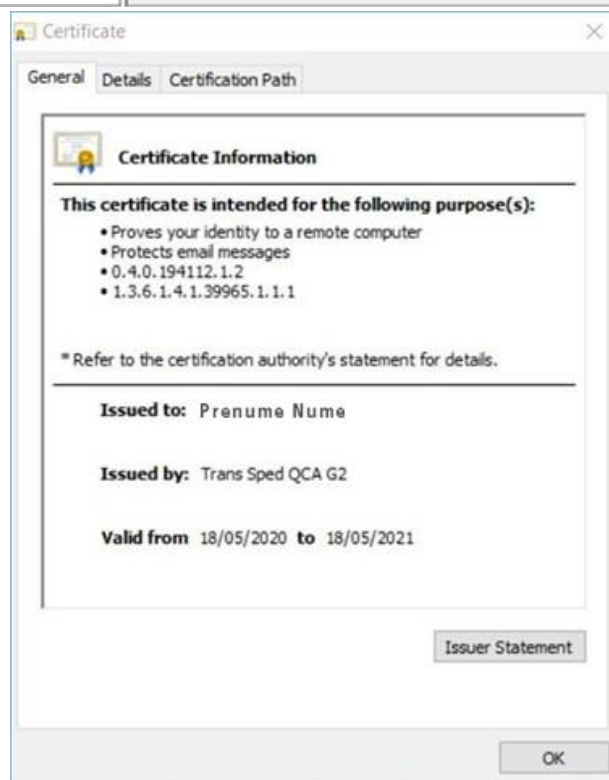 Certificate
General Details Certification Path
Certificate Information
This certificate is intended for the following purpose(s):
• Proves your identity to a remote computer
• Protects email messages
• 0.4.0.194112.1.2
• 1.3.6.1.4.1.39965.1.1.1
* Refer to the certification authority's statement for details.
Issued to: Prenume Nume
Issued by: Trans Sped QCA G2
Valid from 18/05/2020 to 18/05/2021
Issuer Statement
OK